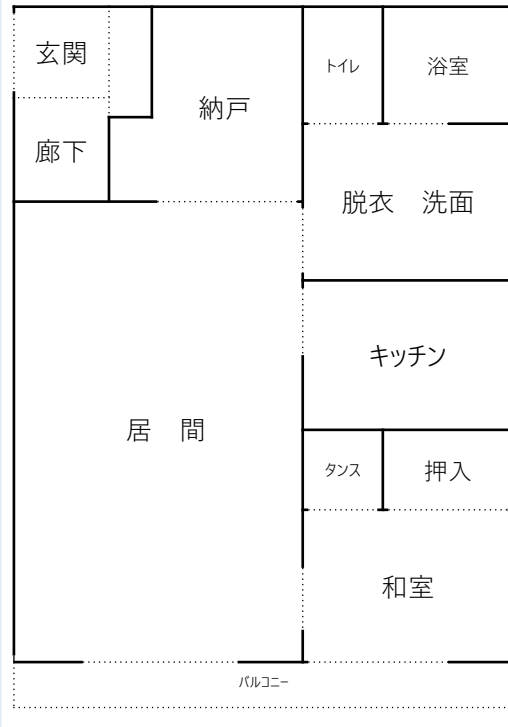 玄関
トイレ
浴室
納戸
廊下
脱衣　洗面
キッチン
居　間
タンス
押入
和室
バルコニー